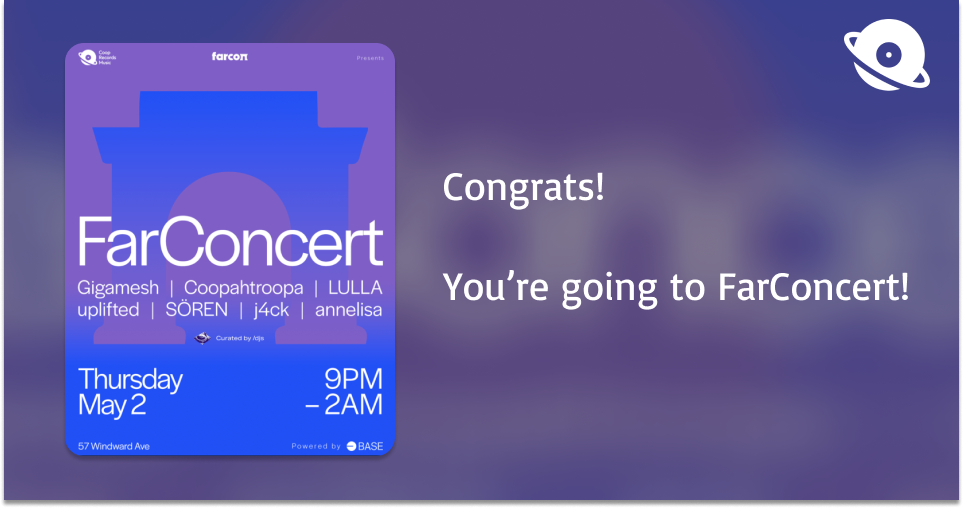 Coop
Records
Music
farcon
Presents
FarConcert
Gigamesh | Coopahtroopa | LULLA
uplifted | SÖREN | j4ck | annelisa
Curated by /djs
Thursday
May 2
9PM
– 2AM
57 Windward Ave
Powered by BASE
Congrats!
You’re going to FarConcert!